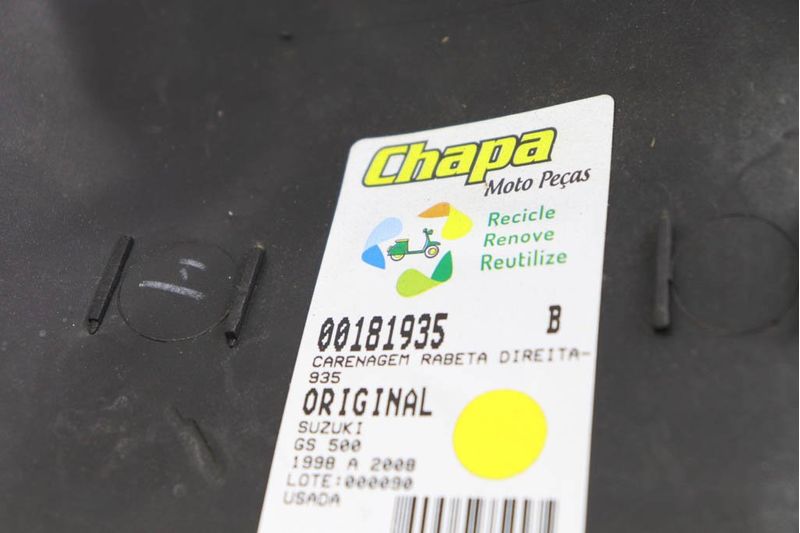 Chapa
Moto Peças
Recicle
Renove
Reutilize
00181935 B
CARENAGEM RABETA DIREITA-
935
ORIGINAL
SUZUKI
GS 500
1998 A 2008
LOTE:000090
USADA